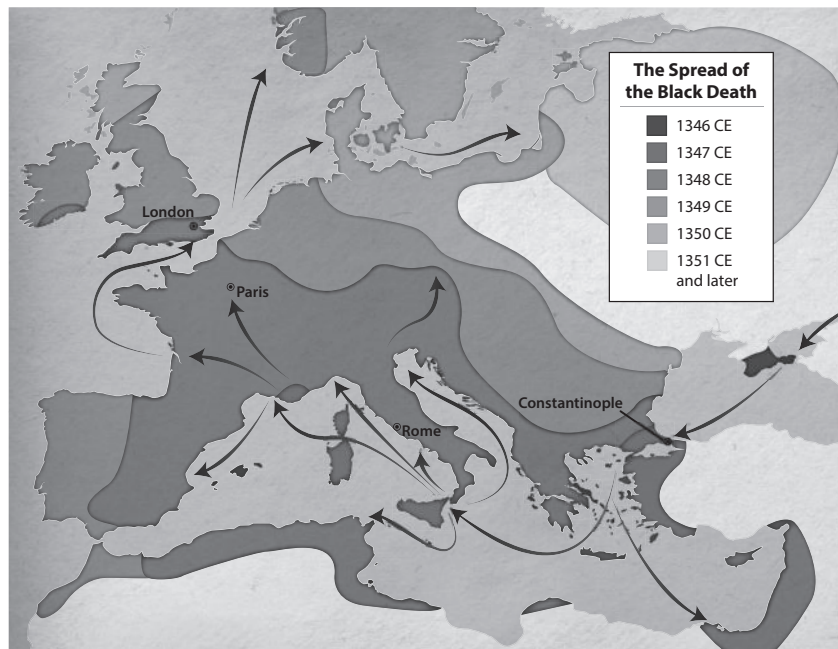 The Spread of
the Black Death
1346 CE
1347 CE
1348 CE
1349 CE
1350 CE
1351 CE
and later
London
Paris
Constantinople
Rome